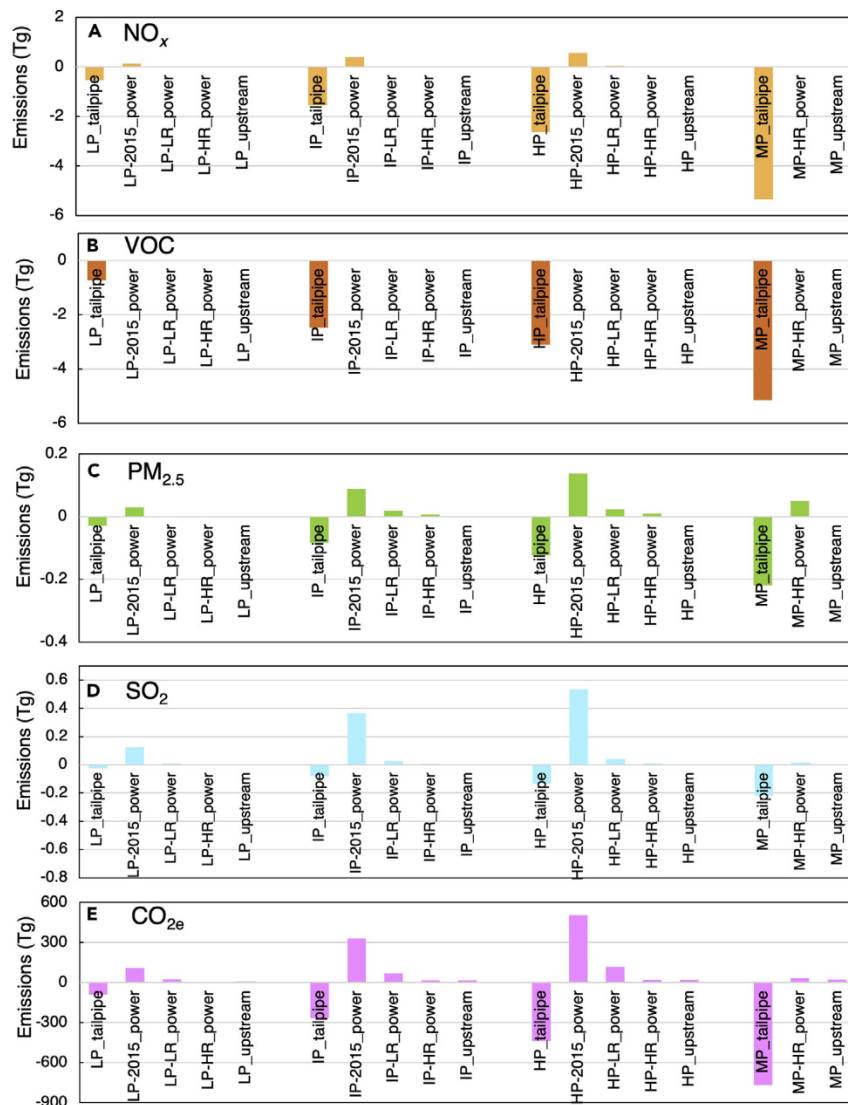 A NOx
Emissions (Tg)
2
0
-2
-4
-6
LP_tailpipe
LP-2015_power
LP-LR_power
LP-HR_power
LP_upstream
IP_tailpipe
IP-2015_power
IP-LR_power
IP-HR_power
IP_upstream
HP_tailpipe
HP-2015_power
HP-LR_power
HP-HR_power
HP_upstream
MP_tailpipe
MP-HR_power
MP_upstream
B VOC
Emissions (Tg)
0
-2
-4
-6
LP_tailpipe
LP-2015_power
LP-LR_power
LP-HR_power
LP_upstream
IP_tailpipe
IP-2015_power
IP-LR_power
IP-HR_power
IP_upstream
HP_tailpipe
HP-2015_power
HP-LR_power
HP-HR_power
HP_upstream
MP_tailpipe
MP-HR_power
MP_upstream
C PM2.5
Emissions (Tg)
0.2
0
-0.2
-0.4
LP_tailpipe
LP-2015_power
LP-LR_power
LP-HR_power
LP_upstream
IP_tailpipe
IP-2015_power
IP-LR_power
IP-HR_power
IP_upstream
HP_tailpipe
HP-2015_power
HP-LR_power
HP-HR_power
HP_upstream
MP_tailpipe
MP-HR_power
MP_upstream
D SO2
Emissions (Tg)
0.6
0.4
0.2
0
-0.2
-0.4
-0.6
-0.8
LP_tailpipe
LP-2015_power
LP-LR_power
LP-HR_power
LP_upstream
IP_tailpipe
IP-2015_power
IP-LR_power
IP-HR_power
IP_upstream
HP_tailpipe
HP-2015_power
HP-LR_power
HP-HR_power
HP_upstream
MP_tailpipe
MP-HR_power
MP_upstream
E CO2e
Emissions (Tg)
600
300
0
-300
-600
-900
LP_tailpipe
LP-2015_power
LP-LR_power
LP-HR_power
LP_upstream
IP_tailpipe
IP-2015_power
IP-LR_power
IP-HR_power
IP_upstream
HP_tailpipe
HP-2015_power
HP-LR_power
HP-HR_power
HP_upstream
MP_tailpipe
MP-HR_power
MP_upstream